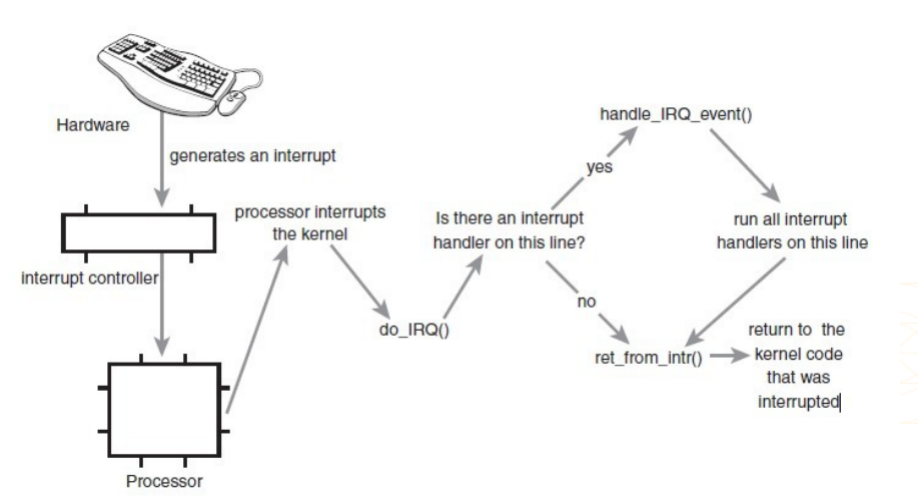 Hardware
generates an interrupt
interrupt controller
Processor
processor interrupts
the kernel
do_IRQ()
Is there an interrupt
handler on this line?
yes
no
handle_IRQ_event()
run all interrupt
handlers on this line
ret_from_intr()
return to the
kernel code
that was
interrupted